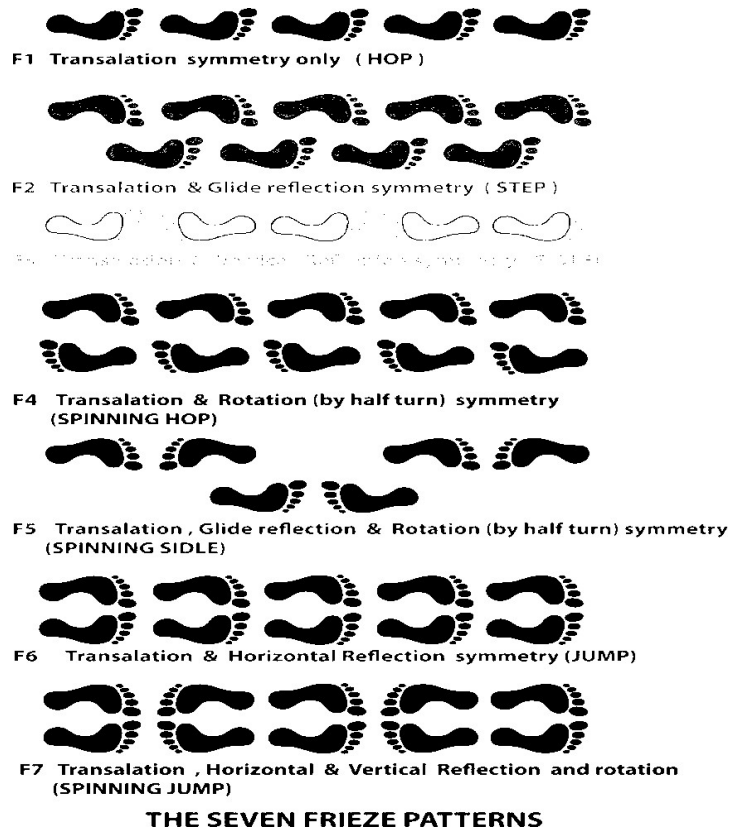 F1 Transalation symmetry only ( HOP )
F2 Transalation & Glide reflection symmetry ( STEP )
F4 Transalation & Rotation (by half turn) symmetry
(SPINNING HOP)
F5 Transalation , Glide reflection & Rotation (by half turn) symmetry
(SPINNING SIDLE)
F6 Transalation & Horizontal Reflection symmetry (JUMP)
F7 Transalation , Horizontal & Vertical Reflection and rotation
(SPINNING JUMP)
THE SEVEN FRIEZE PATTERNS